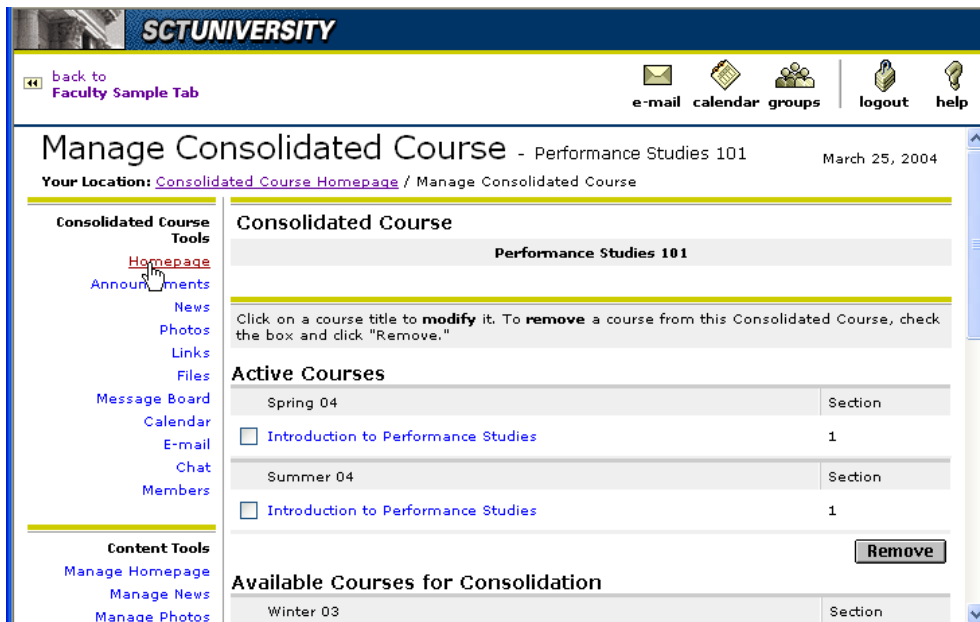 SCTUNIVERSITY
back to
Faculty Sample Tab
e-mail calendar groups logout help
Manage Consolidated Course - Performance Studies 101
March 25, 2004
Your Location: Consolidated Course Homepage / Manage Consolidated Course
Consolidated Course
Tools
Homepage
Announcements
News
Photos
Links
Files
Message Board
Calendar
E-mail
Chat
Members
Content Tools
Manage Homepage
Manage News
Manage Photos
Consolidated Course
Performance Studies 101
Click on a course title to modify it. To remove a course from this Consolidated Course, check
the box and click "Remove."
Active Courses
Spring 04 Section
Introduction to Performance Studies 1
Summer 04 Section
Introduction to Performance Studies 1
Remove
Available Courses for Consolidation
Winter 03 Section